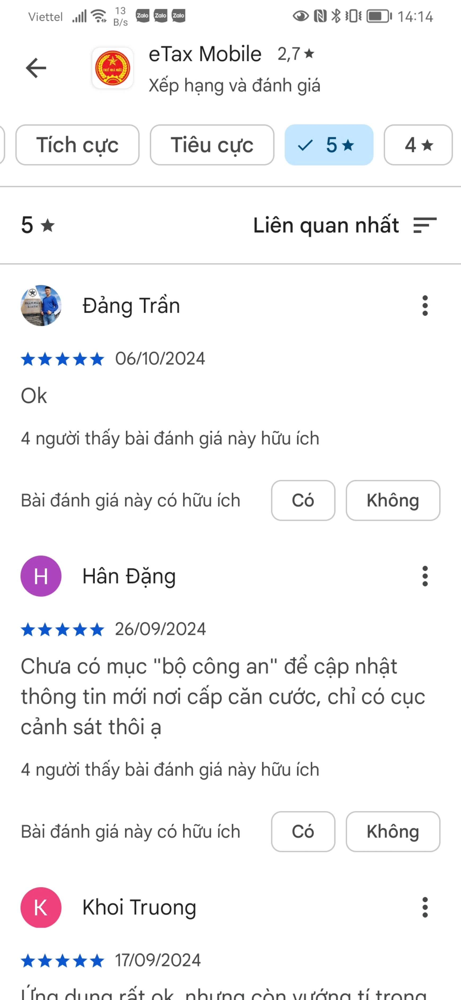 Viettel 13 B/s Zalo Zalo Zalo 14:14
eTax Mobile 2,7 ★
THUẾ NHÀ NƯỚC
Xếp hạng và đánh giá
Tích cực Tiêu cực ✓ 5 ★ 4 ★
5 ★ Liên quan nhất
Đảng Trần
★★★★★ 06/10/2024
Ok
4 người thấy bài đánh giá này hữu ích
Bài đánh giá này có hữu ích Có Không
H Hân Đặng
★★★★★ 26/09/2024
Chưa có mục "bộ công an" để cập nhật
thông tin mới nơi cấp căn cước, chỉ có cục
cảnh sát thôi ạ
4 người thấy bài đánh giá này hữu ích
Bài đánh giá này có hữu ích Có Không
K Khoi Truong
★★★★★ 17/09/2024
Ứng dụng rất ok, nhưng còn vướng tí trong